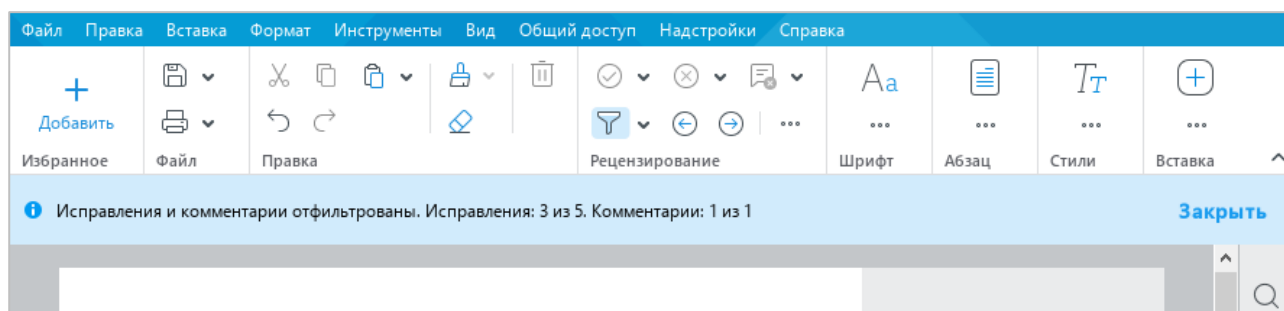 Файл Правка Вставка Формат Инструменты Вид Общий доступ Надстройки Справка
Добавить
Избранное Файл Правка Рецензирование Шрифт Абзац Стили Вставка
Исправления и комментарии отфильтрованы. Исправления: 3 из 5. Комментарии: 1 из 1 Закрыть